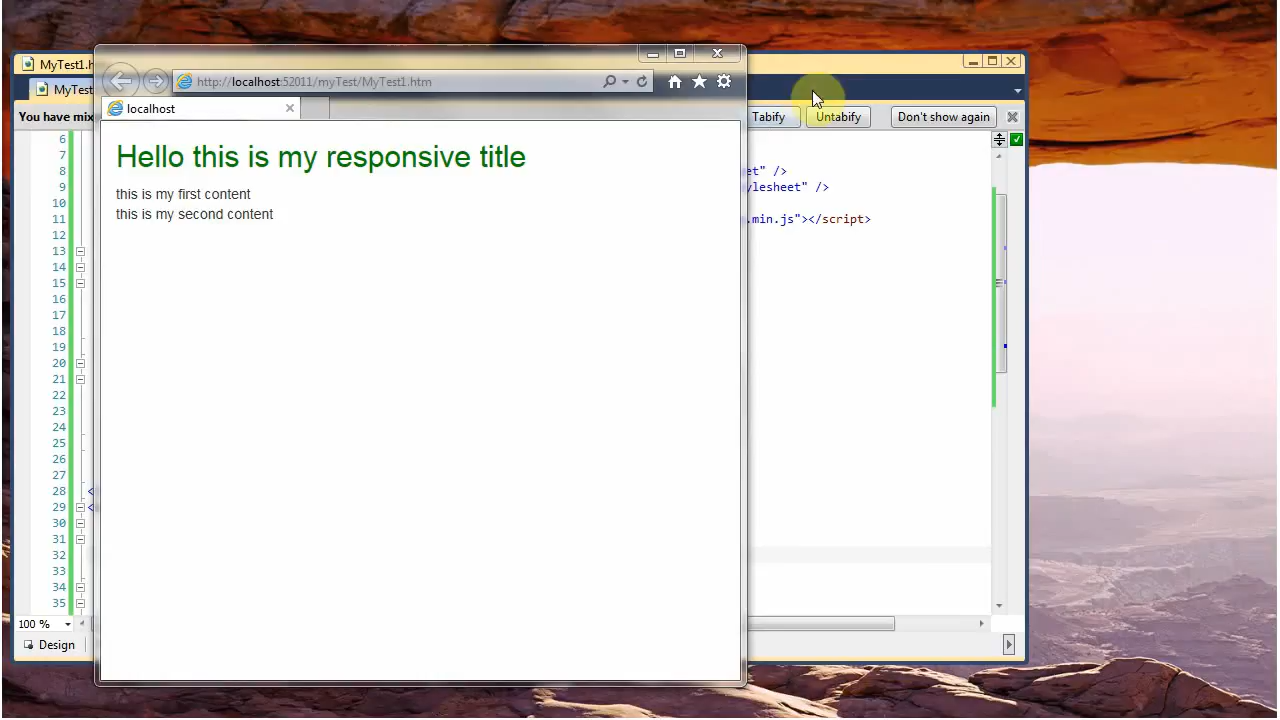 MyTest1.h
http://localhost:52011/myTest/MyTest1.htm
MyTest
localhost
You have mix
Tabify
Untabify
Don't show again
Hello this is my responsive title
this is my first content
this is my second content
6
7
8 et" />
9 ylesheet" />
10
11 .min.js"></script>
12
13
14
15
16
17
18
19
20
21
22
23
24
25
26
27
28 <
29 <
30
31
32
33
34
35
100 %
Design